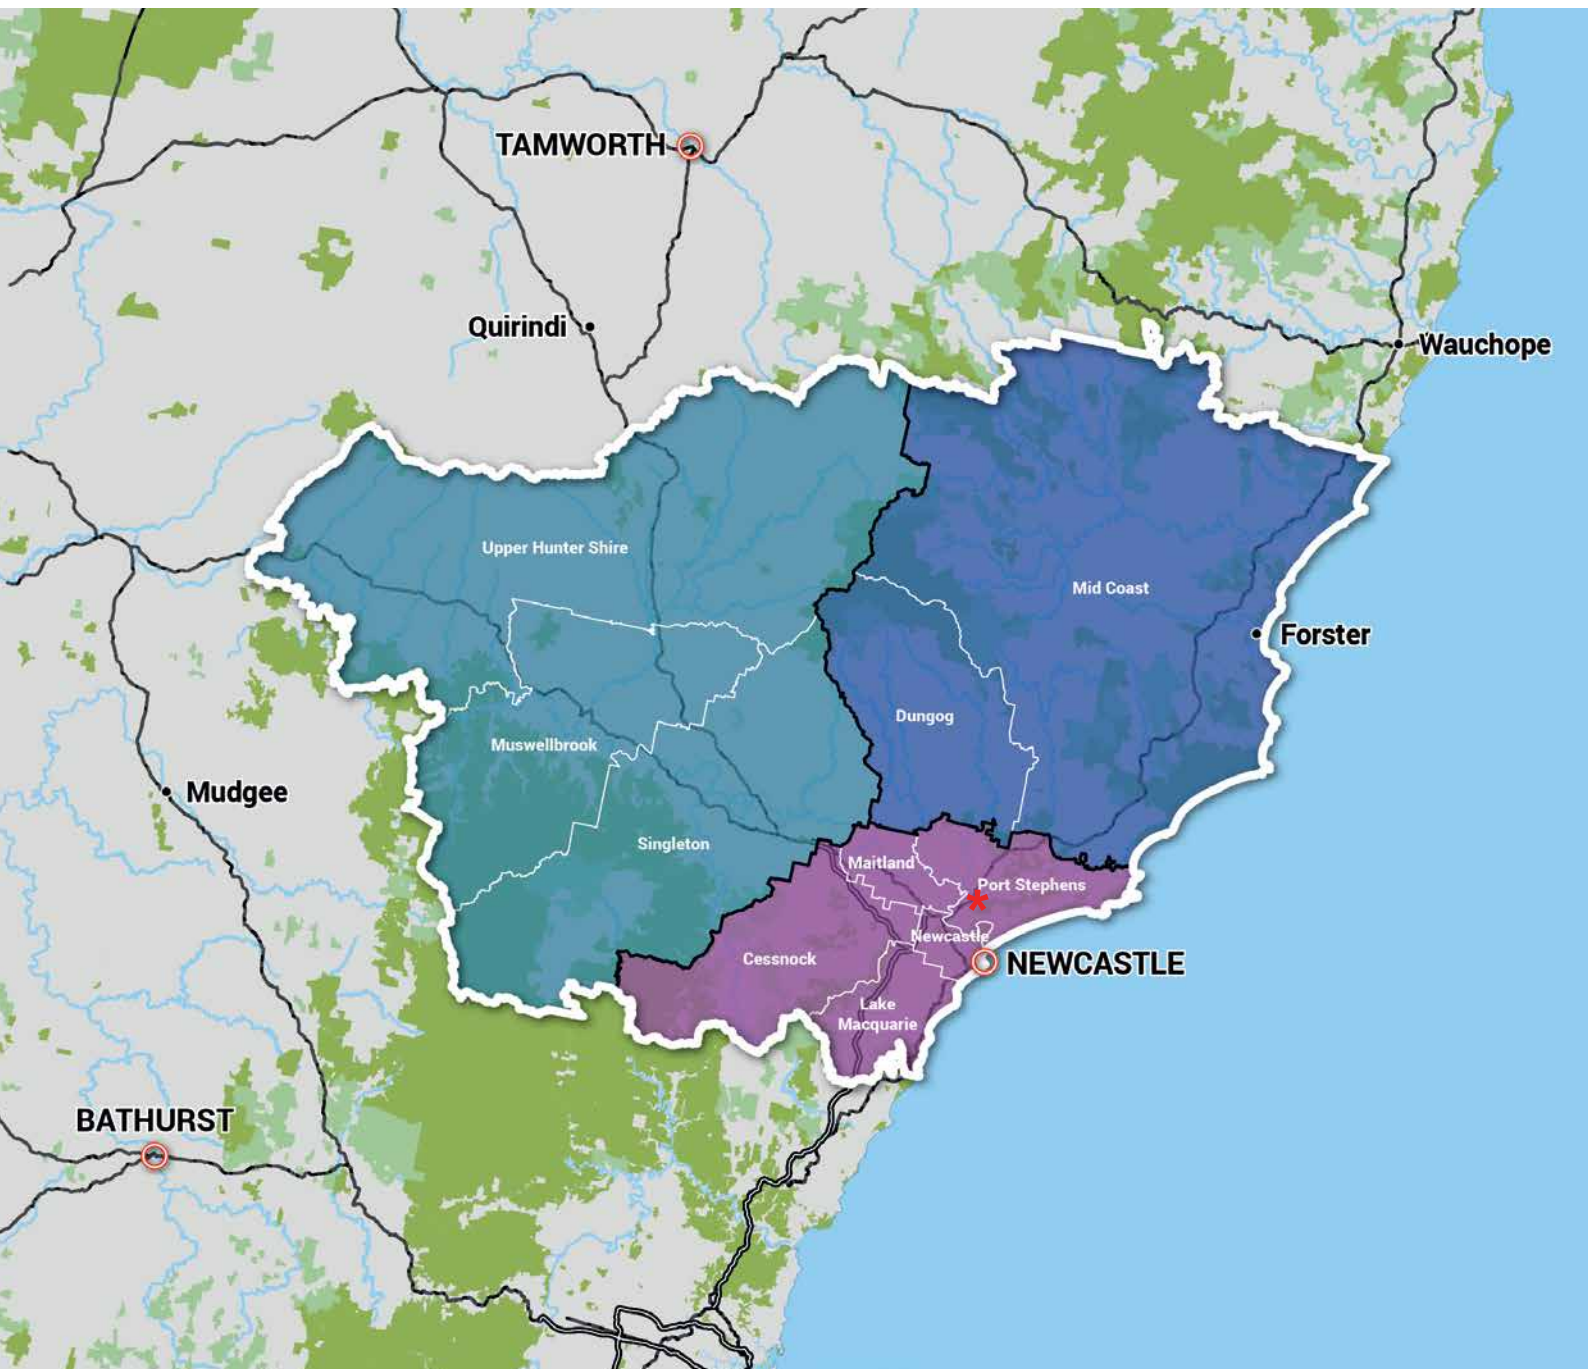 TAMWORTH
Quirindi
Wauchope
Upper Hunter Shire
Mid Coast
Forster
Dungog
Muswellbrook
Mudgee
Singleton
Maitland
Port Stephens
Newcastle
Cessnock
NEWCASTLE
Lake
Macquarie
BATHURST